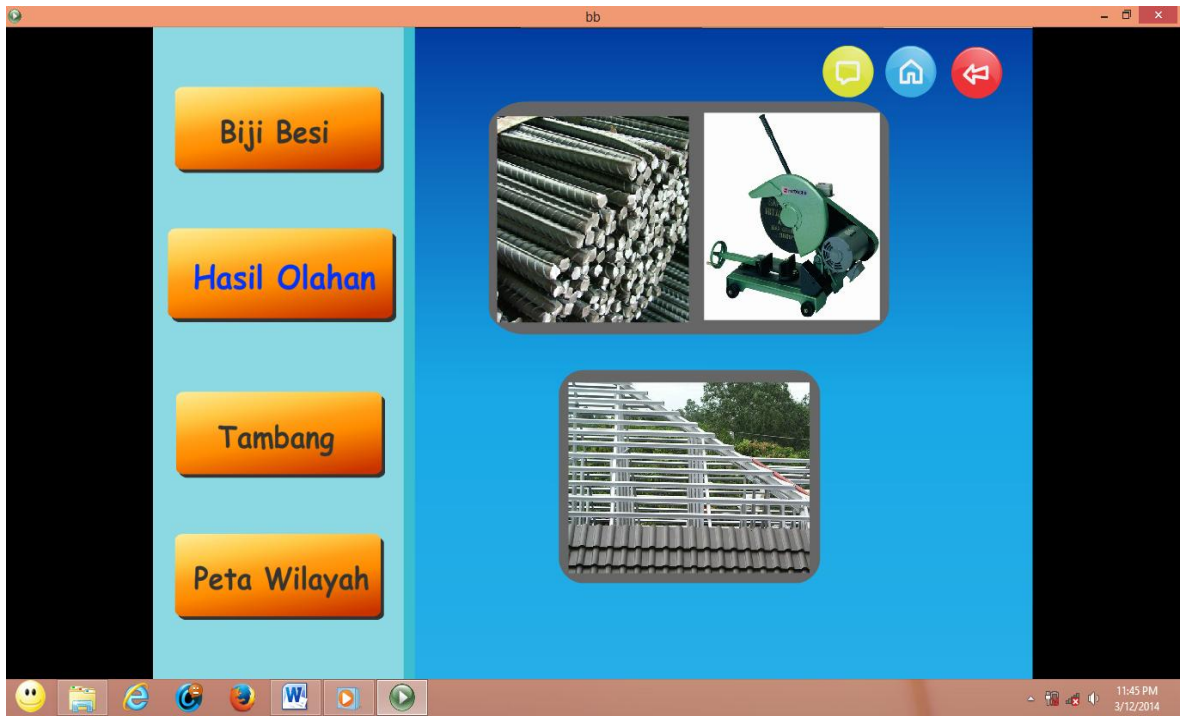 bb
Biji Besi
Hasil Olahan
Tambang
Peta Wilayah
11:45 PM
3/12/2014